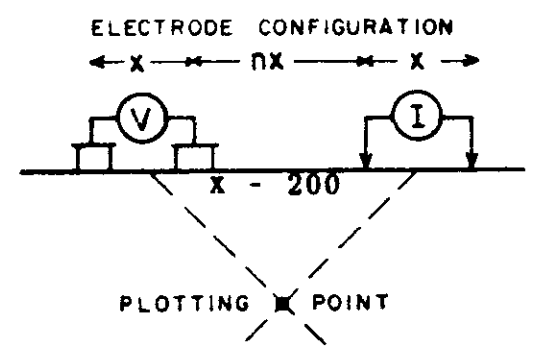 ELECTRODE CONFIGURATION
x nx x
V I
x - 200
PLOTTING POINT